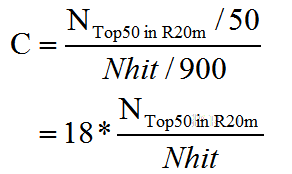 C = N_Top50 in R20m / 50
Nhit / 900
= 18 * N_Top50 in R20m
Nhit